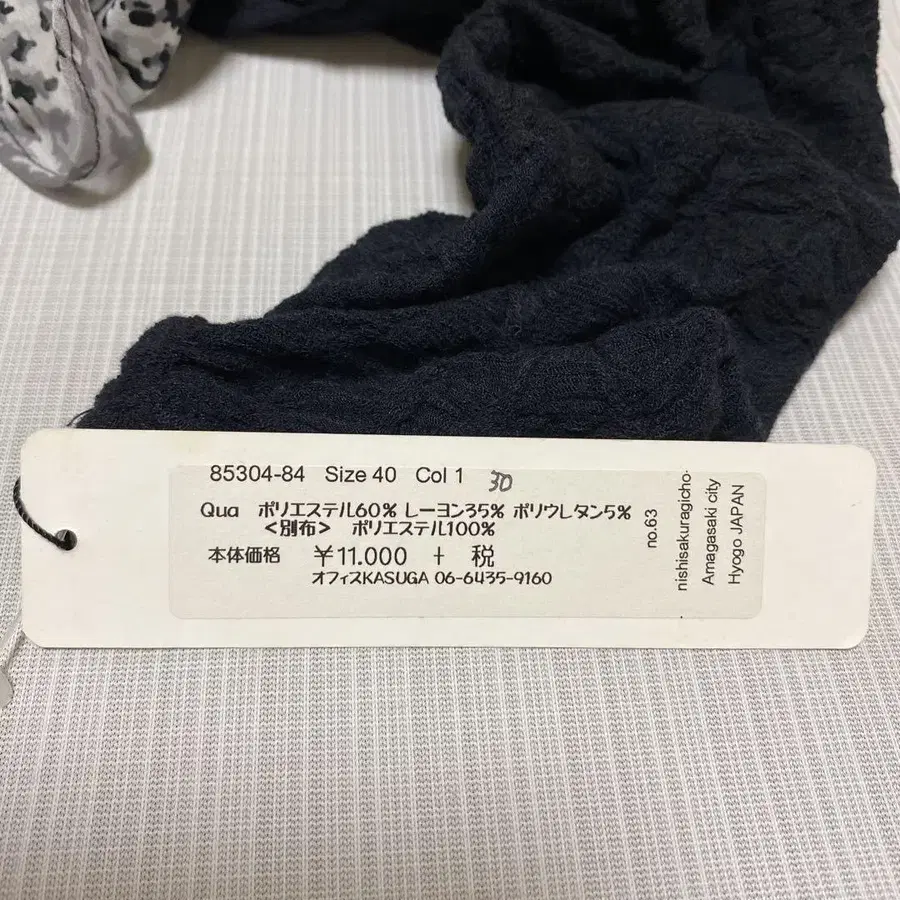 85304-84 Size 40 Col 1 30
Qua ポリエステル60% レーヨン35% ポリウレタン5%
<別布> ポリエステル100%
本体価格 ¥11.000 + 税
オフィスKASUGA 06-6435-9160
no.63
nishisakuragicho.
Amagasaki city
Hyogo JAPAN